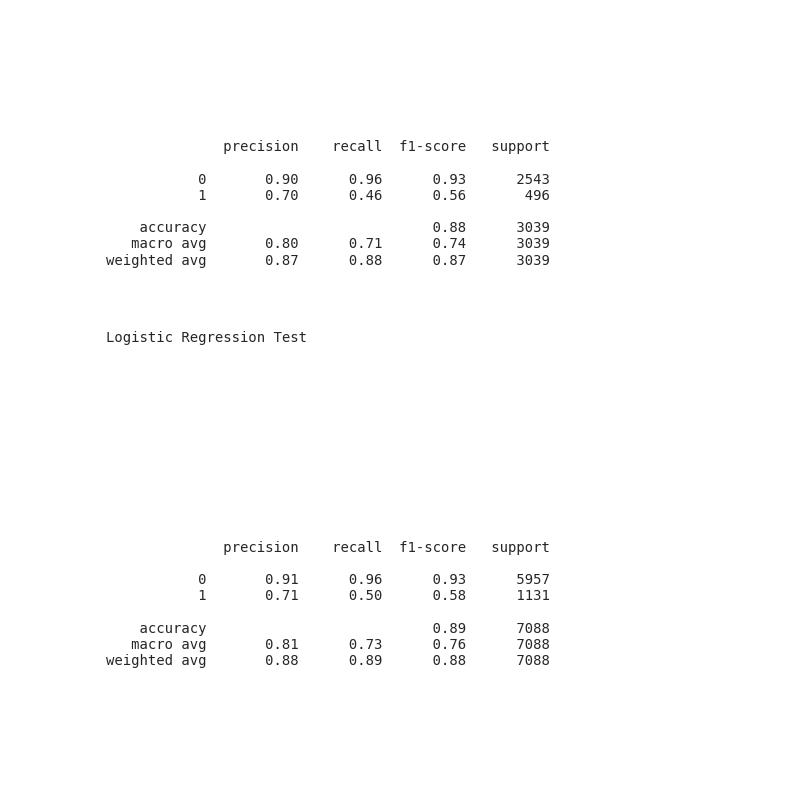 precision recall f1-score support
0 0.90 0.96 0.93 2543
1 0.70 0.46 0.56 496
accuracy 0.88 3039
macro avg 0.80 0.71 0.74 3039
weighted avg 0.87 0.88 0.87 3039
Logistic Regression Test
precision recall f1-score support
0 0.91 0.96 0.93 5957
1 0.71 0.50 0.58 1131
accuracy 0.89 7088
macro avg 0.81 0.73 0.76 7088
weighted avg 0.88 0.89 0.88 7088